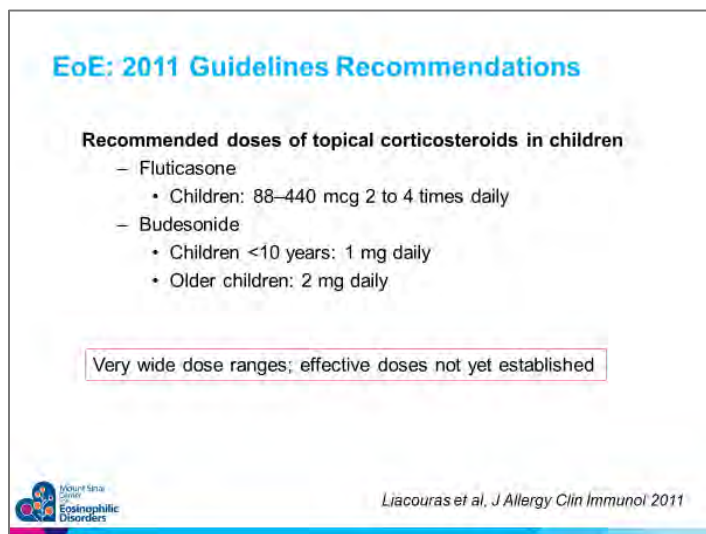 EoE: 2011 Guidelines Recommendations
Recommended doses of topical corticosteroids in children
– Fluticasone
• Children: 88–440 mcg 2 to 4 times daily
– Budesonide
• Children <10 years: 1 mg daily
• Older children: 2 mg daily
Very wide dose ranges; effective doses not yet established
Mount Sinai
Center
for
Eosinophilic
Disorders
Liacouras et al, J Allergy Clin Immunol 2011